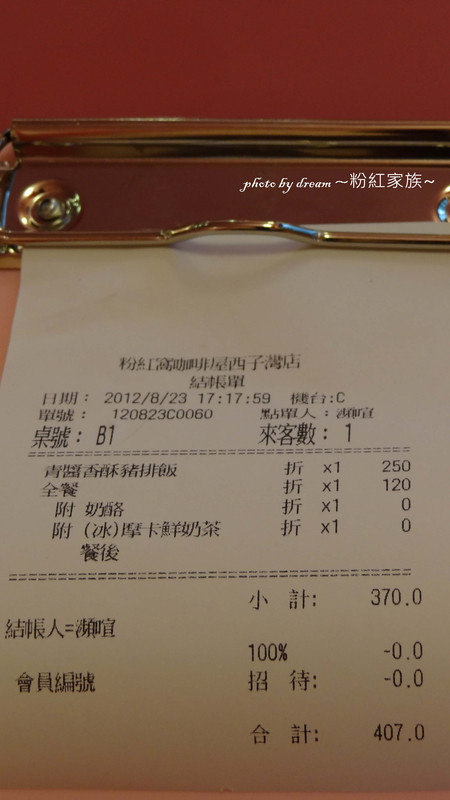 photo by dream ～粉紅家族~
粉紅窩咖啡屋西子灣店
結帳單
日期： 2012/8/23 17:17:59 機台:C
單號： 120823C0060 點單人：瀕喧
桌號： B1 來客數： 1
青醬香酥豬排飯 折 x1 250
全餐 折 x1 120
附 奶酪 折 x1 0
附 (冰)摩卡鮮奶茶 折 x1 0
餐後
小 計: 370.0
結帳人=瀕喧
100% -0.0
會員編號 招 待: -0.0
合 計: 407.0